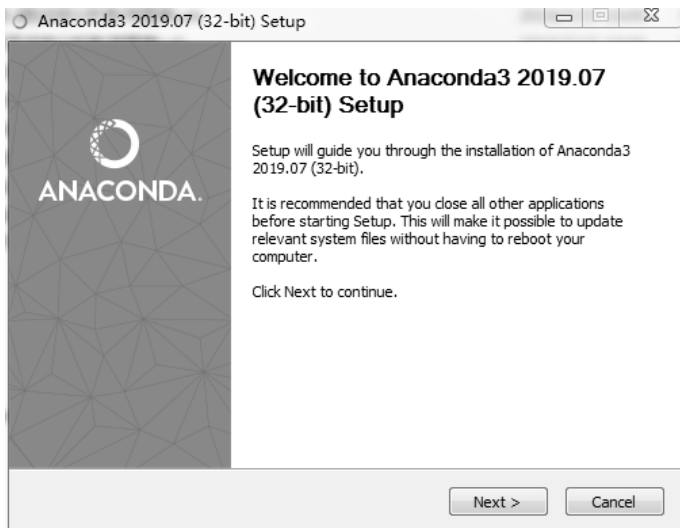 Anaconda3 2019.07 (32-bit) Setup
Welcome to Anaconda3 2019.07
(32-bit) Setup
Setup will guide you through the installation of Anaconda3
2019.07 (32-bit).
It is recommended that you close all other applications
before starting Setup. This will make it possible to update
relevant system files without having to reboot your
computer.
Click Next to continue.
ANACONDA.
Next >
Cancel